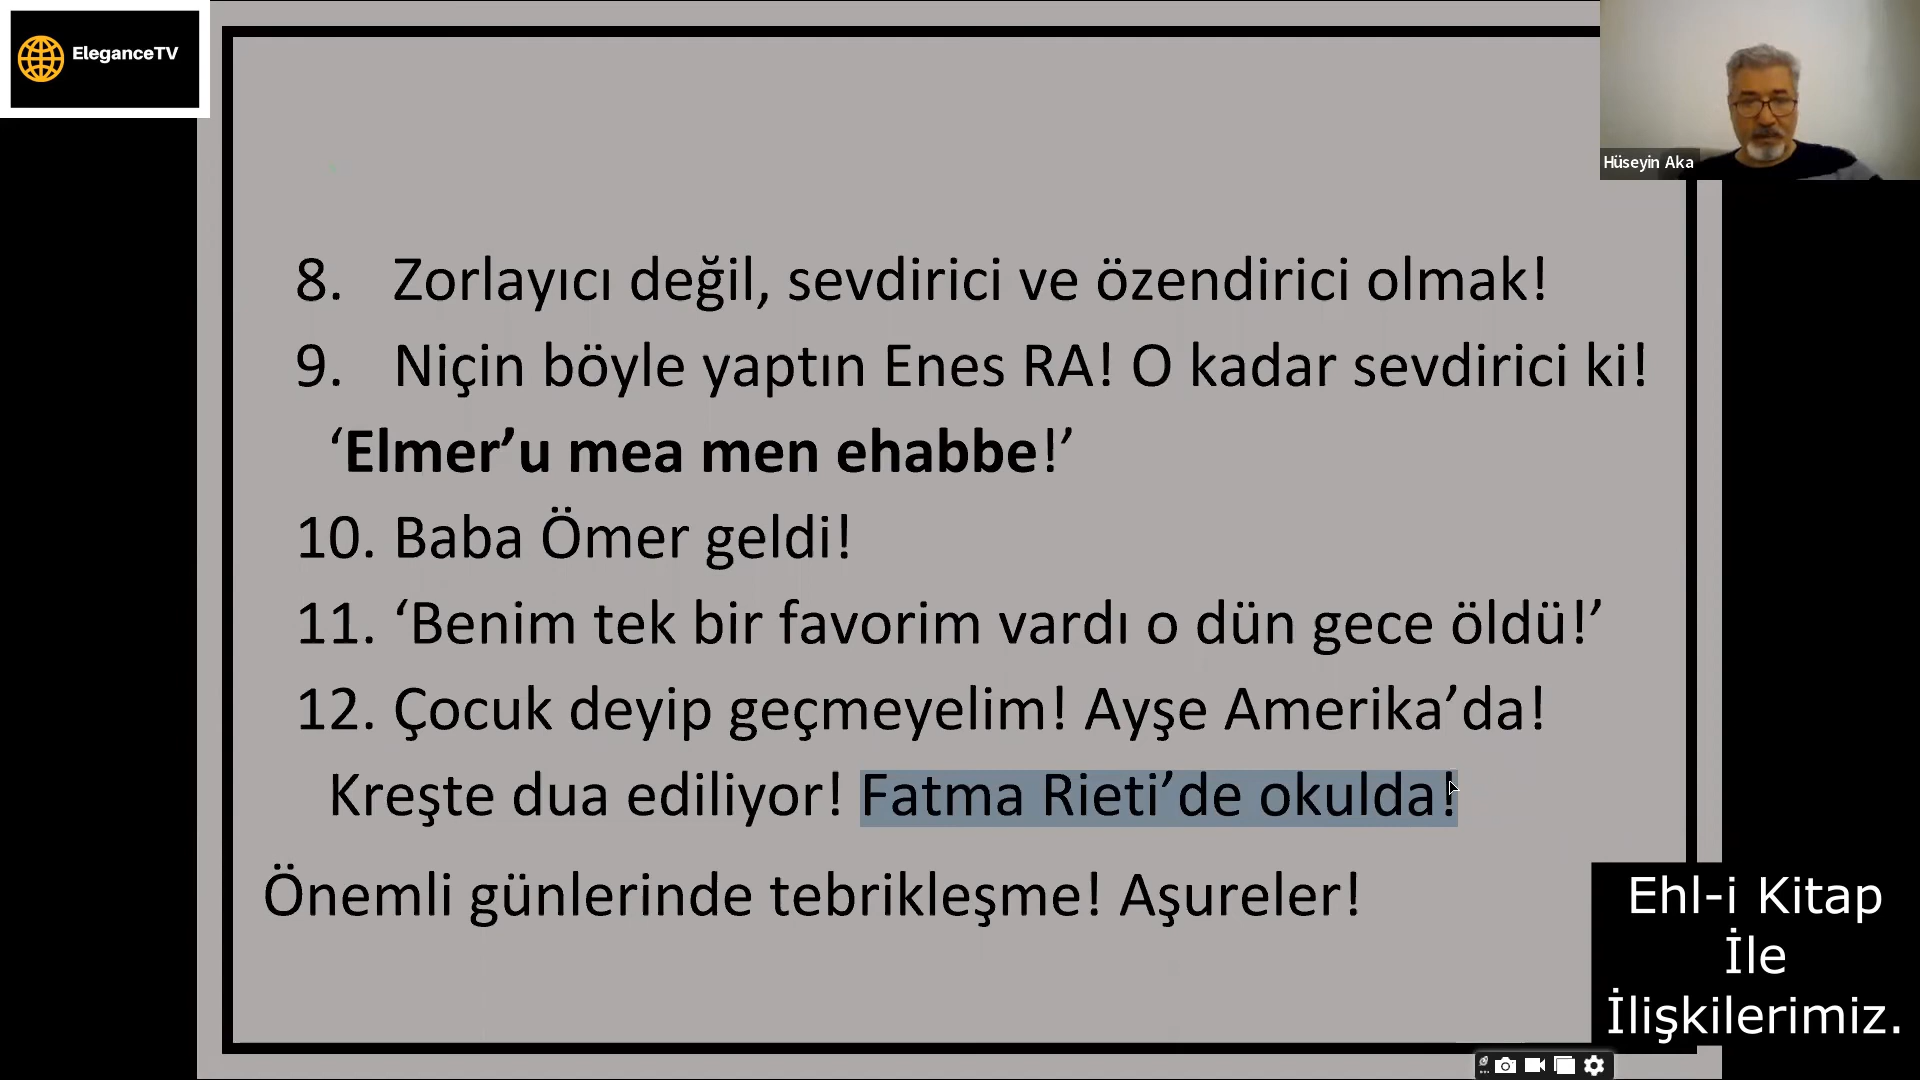 EleganceTV
Hüseyin Aka
8. Zorlayıcı değil, sevdirici ve özendirici olmak!
9. Niçin böyle yaptın Enes RA! O kadar sevdirici ki!
‘Elmer’u mea men ehabbe!’
10. Baba Ömer geldi!
11. ‘Benim tek bir favorim vardı o dün gece öldü!’
12. Çocuk deyip geçmeyelim! Ayşe Amerika’da!
Kreşte dua ediliyor! Fatma Rieti’de okulda!
Önemli günlerinde tebrikleşme! Aşureler!
Ehl-i Kitap
İle
İlişkilerimiz.